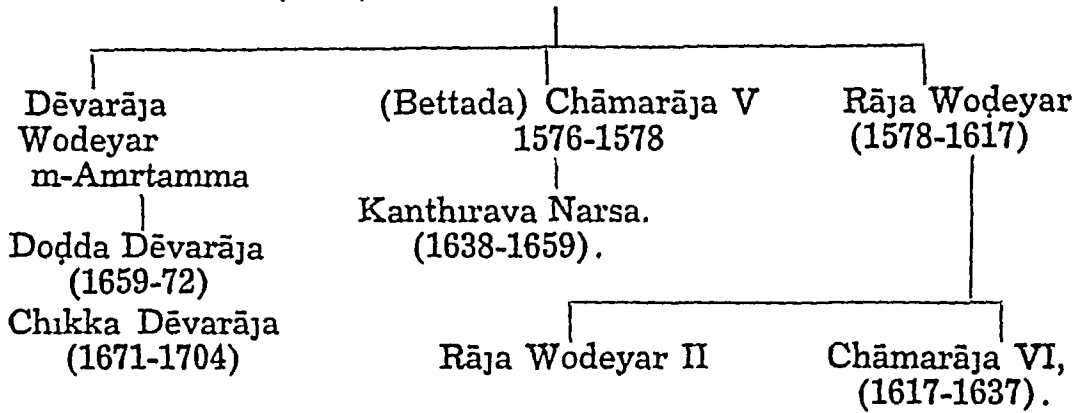 Dēvarāja
Wodeyar
m-Amrtamma
Doḍda Dēvarāja
(1659-72)
Chıkka Dēvarāja
(1671-1704)
(Bettada) Chāmarāja V
1576-1578
Kanthırava Narsa.
(1638-1659).
Rāja Woḍeyar
(1578-1617)
Rāja Wodeyar II
Chāmarāja VI,
(1617-1637).